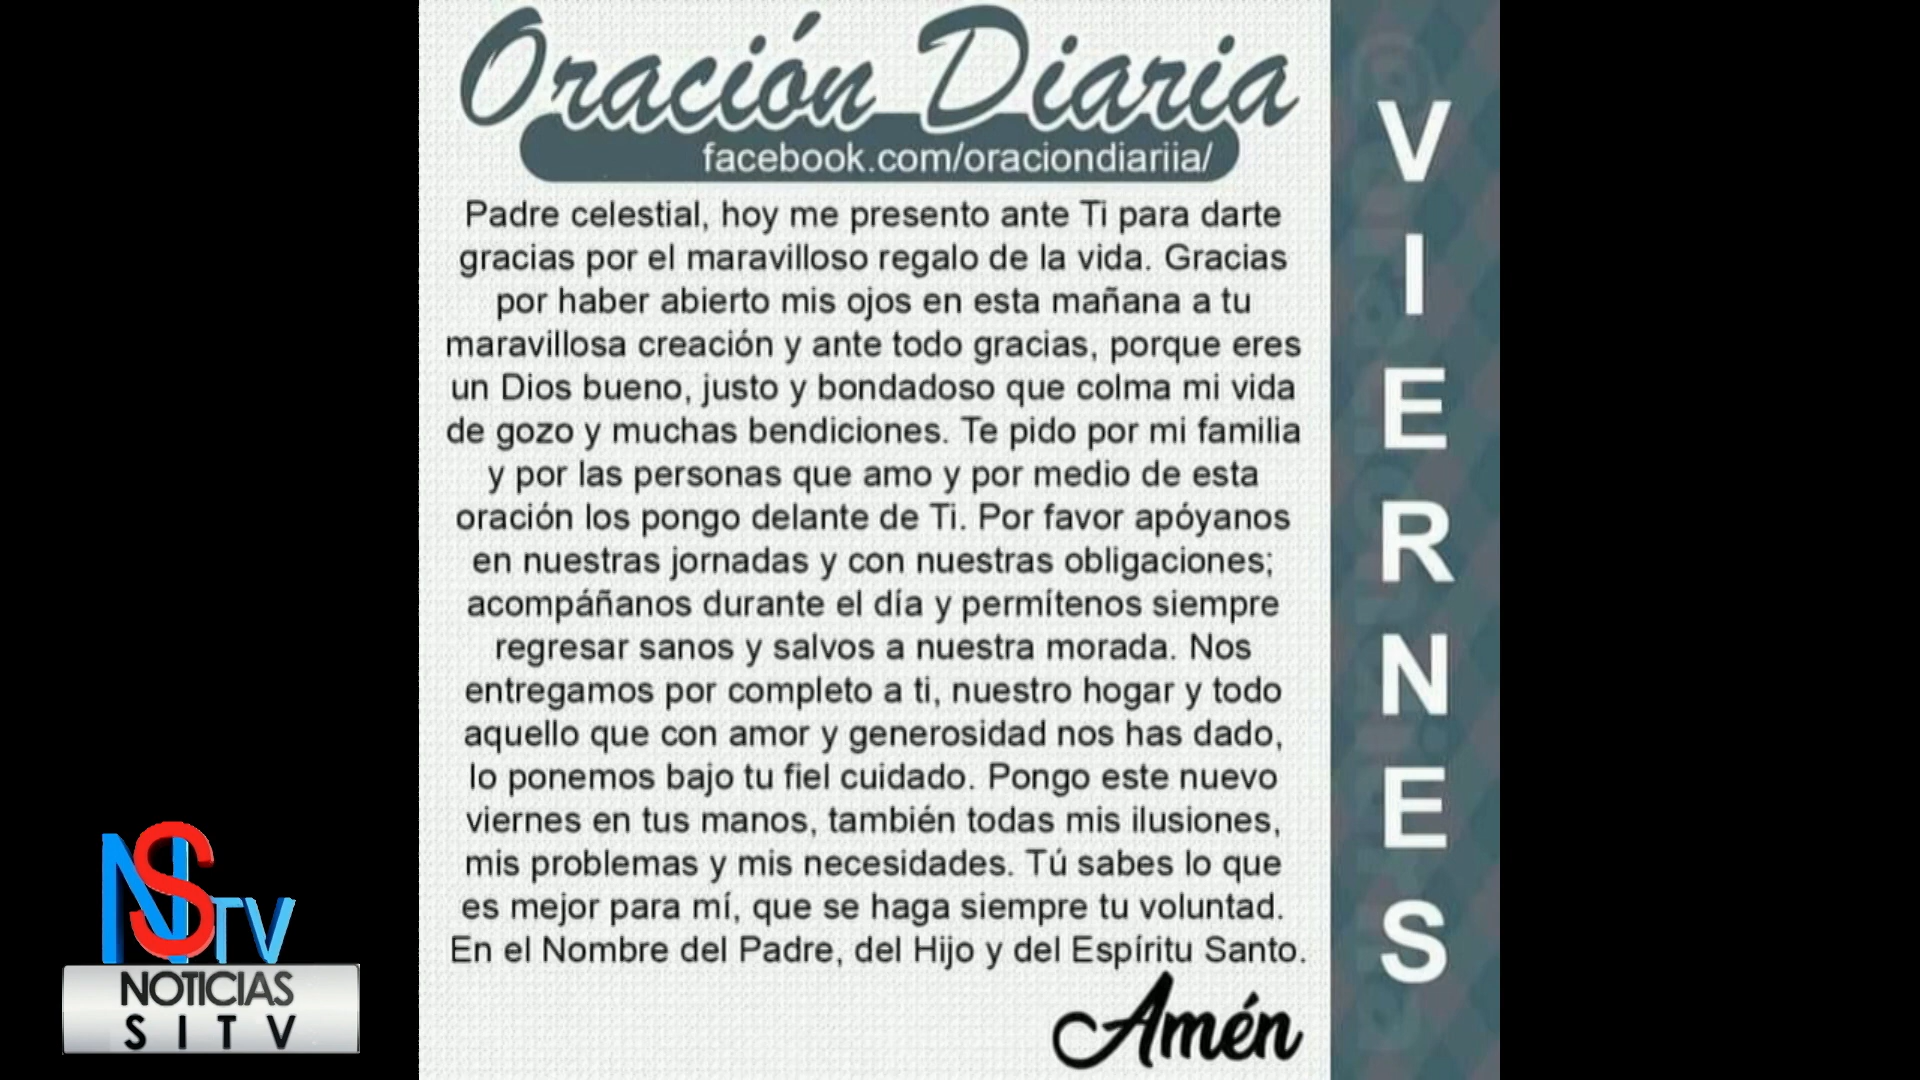 Oración Diaria
facebook.com/oraciondiariia/
Padre celestial, hoy me presento ante Ti para darte
gracias por el maravilloso regalo de la vida. Gracias
por haber abierto mis ojos en esta mañana a tu
maravillosa creación y ante todo gracias, porque eres
un Dios bueno, justo y bondadoso que colma mi vida
de gozo y muchas bendiciones. Te pido por mi familia
y por las personas que amo y por medio de esta
oración los pongo delante de Ti. Por favor apóyanos
en nuestras jornadas y con nuestras obligaciones;
acompáñanos durante el día y permítenos siempre
regresar sanos y salvos a nuestra morada. Nos
entregamos por completo a ti, nuestro hogar y todo
aquello que con amor y generosidad nos has dado,
lo ponemos bajo tu fiel cuidado. Pongo este nuevo
viernes en tus manos, también todas mis ilusiones,
mis problemas y mis necesidades. Tú sabes lo que
es mejor para mí, que se haga siempre tu voluntad.
En el Nombre del Padre, del Hijo y del Espíritu Santo.
Amén
VIERNES
NSTV
NOTICIAS
SITV